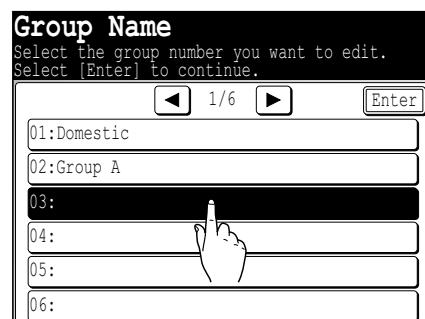 Group Name
Select the group number you want to edit.
Select [Enter] to continue.
1/6
Enter
01:Domestic
02:Group A
03:
04:
05:
06: